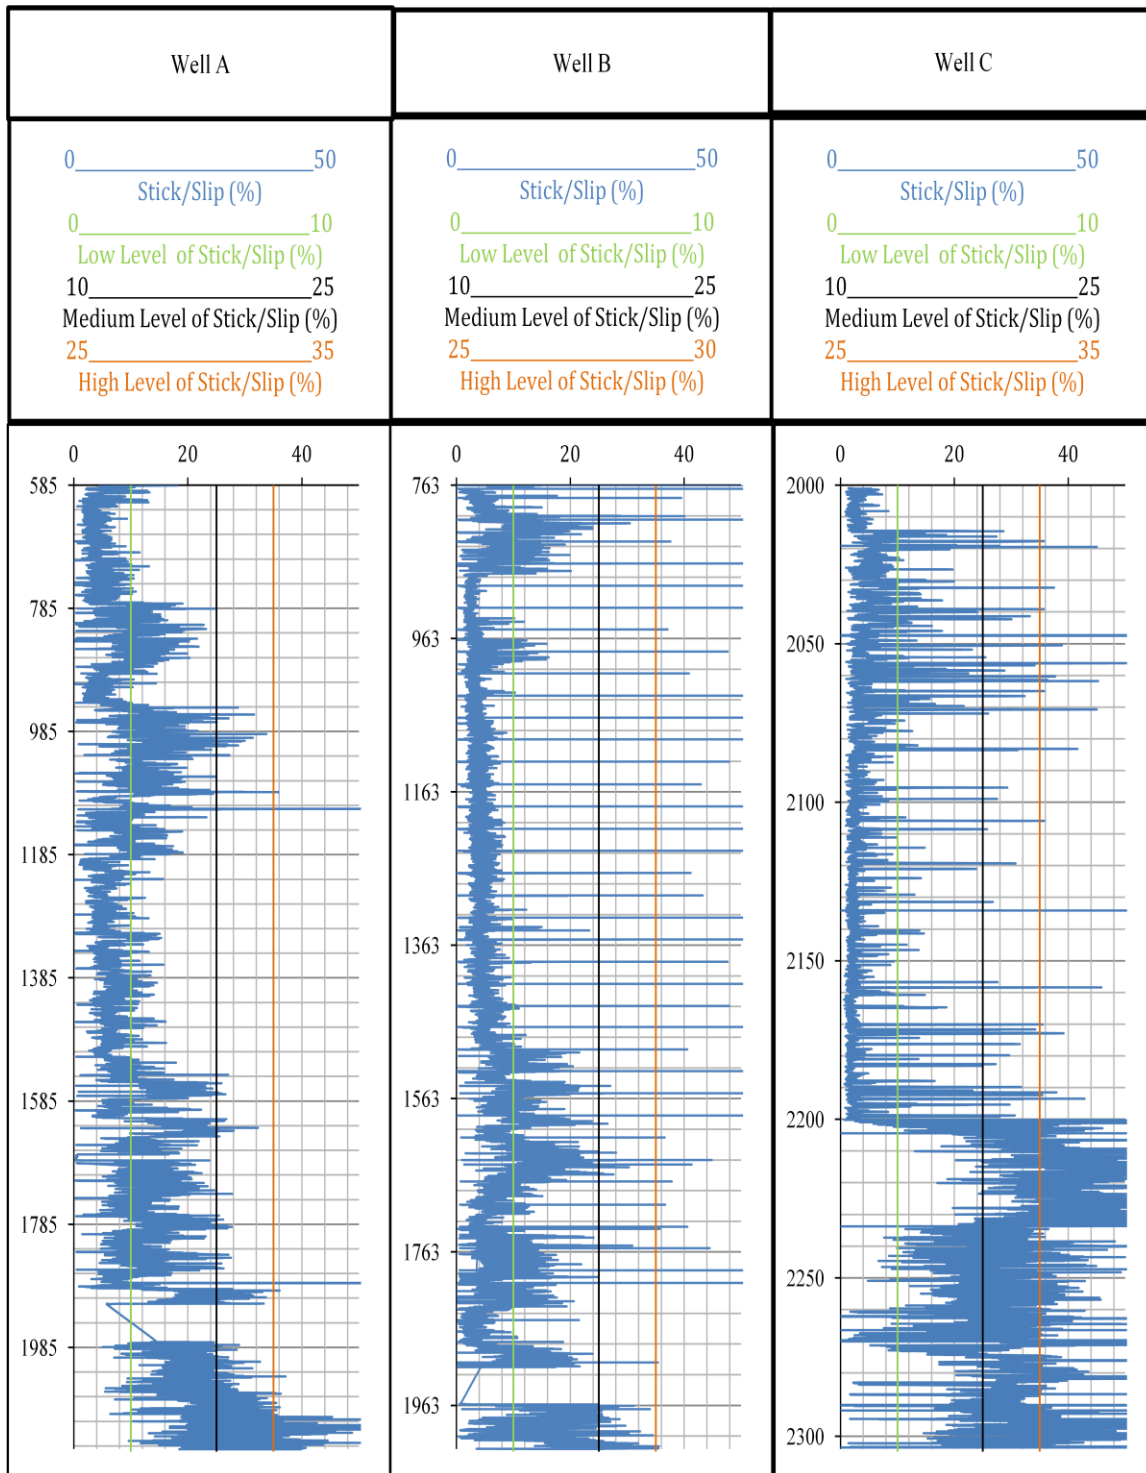 Well A
Well B
Well C
0 50
Stick/Slip (%)
0 10
Low Level of Stick/Slip (%)
10 25
Medium Level of Stick/Slip (%)
25 35
High Level of Stick/Slip (%)
0 50
Stick/Slip (%)
0 10
Low Level of Stick/Slip (%)
10 25
Medium Level of Stick/Slip (%)
25 30
High Level of Stick/Slip (%)
0 50
Stick/Slip (%)
0 10
Low Level of Stick/Slip (%)
10 25
Medium Level of Stick/Slip (%)
25 35
High Level of Stick/Slip (%)
0 20 40
585
785
985
1185
1385
1585
1785
1985
0 20 40
763
963
1163
1363
1563
1763
1963
0 20 40
2000
2050
2100
2150
2200
2250
2300